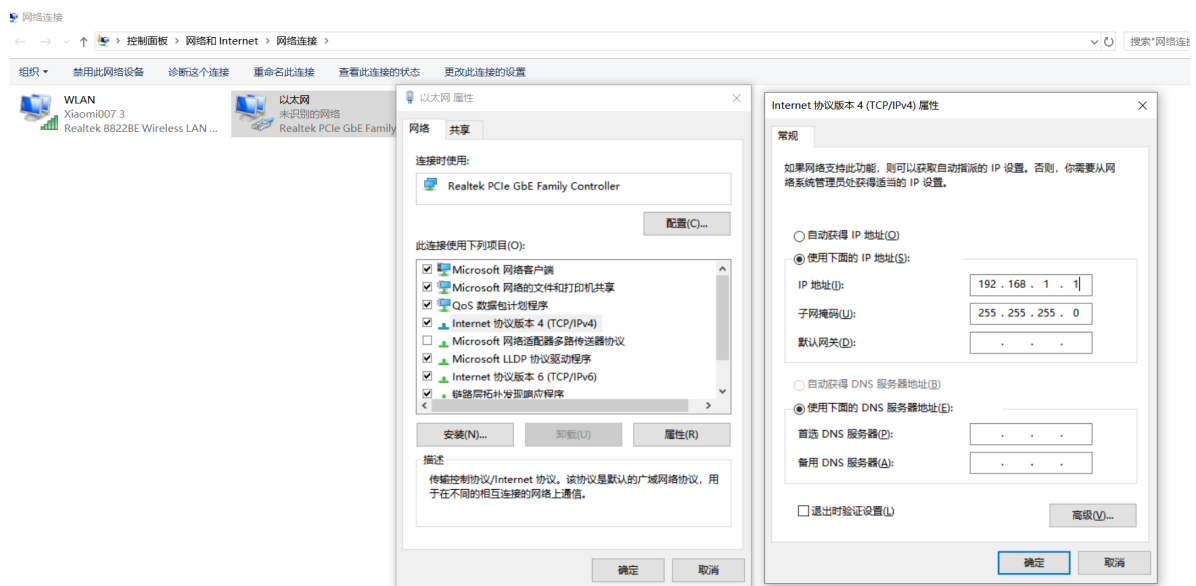 网络连接
控制面板 > 网络和 Internet > 网络连接 >
搜索"网络连接
组织
禁用此网络设备
诊断这个连接
重命名此连接
查看此连接的状态
更改此连接的设置
WLAN
Xiaomi007 3
Realtek 8822BE Wireless LAN ...
以太网
未识别的网络
Realtek PCIe GbE Family
以太网 属性
网络
共享
连接时使用:
Realtek PCIe GbE Family Controller
配置(C)...
此连接使用下列项目(O):
Microsoft 网络客户端
Microsoft 网络的文件和打印机共享
QoS 数据包计划程序
Internet 协议版本 4 (TCP/IPv4)
Microsoft 网络适配器多路传送器协议
Microsoft LLDP 协议驱动程序
Internet 协议版本 6 (TCP/IPv6)
链路层拓扑发现响应程序
安装(N)...
卸载(U)
属性(R)
描述
传输控制协议/Internet 协议。该协议是默认的广域网络协议，用
于在不同的相互连接的网络上通信。
确定
取消
Internet 协议版本 4 (TCP/IPv4) 属性
常规
如果网络支持此功能，则可以获取自动指派的 IP 设置。否则，你需要从网
络系统管理员处获得适当的 IP 设置。
自动获得 IP 地址(O)
使用下面的 IP 地址(S):
IP 地址(I):
192 . 168 . 1 . 1
子网掩码(U):
255 . 255 . 255 . 0
默认网关(D):
. . .
自动获得 DNS 服务器地址(B)
使用下面的 DNS 服务器地址(E):
首选 DNS 服务器(P):
. . .
备用 DNS 服务器(A):
. . .
退出时验证设置(L)
高级(V)...
确定
取消